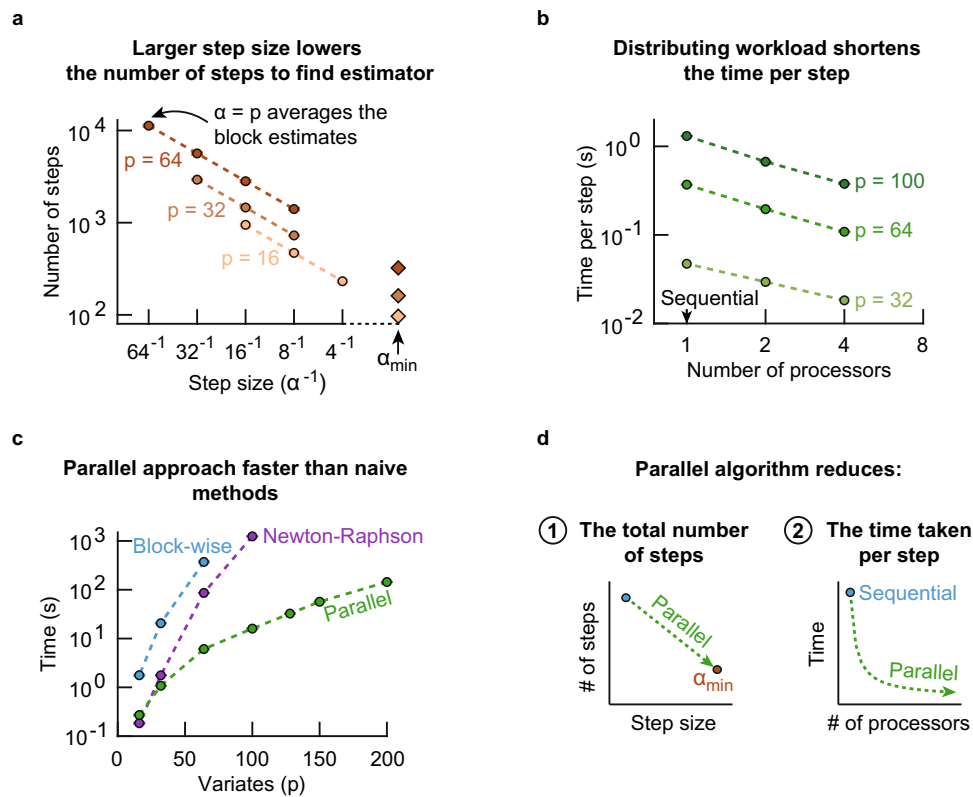 a
Larger step size lowers
the number of steps to find estimator
α = p averages the
block estimates
Number of steps
10^4
10^3
10^2
p = 64
p = 32
p = 16
64^-1
32^-1
16^-1
8^-1
4^-1
α_min
Step size (α^-1)
b
Distributing workload shortens
the time per step
Time per step (s)
10^0
10^-1
10^-2
p = 100
p = 64
p = 32
Sequential
1
2
4
8
Number of processors
c
Parallel approach faster than naive
methods
Time (s)
10^3
10^2
10^1
10^0
10^-1
Block-wise
Newton-Raphson
Parallel
0
50
100
150
200
Variates (p)
d
Parallel algorithm reduces:
1
The total number
of steps
# of steps
Parallel
α_min
Step size
2
The time taken
per step
Time
Sequential
Parallel
# of processors